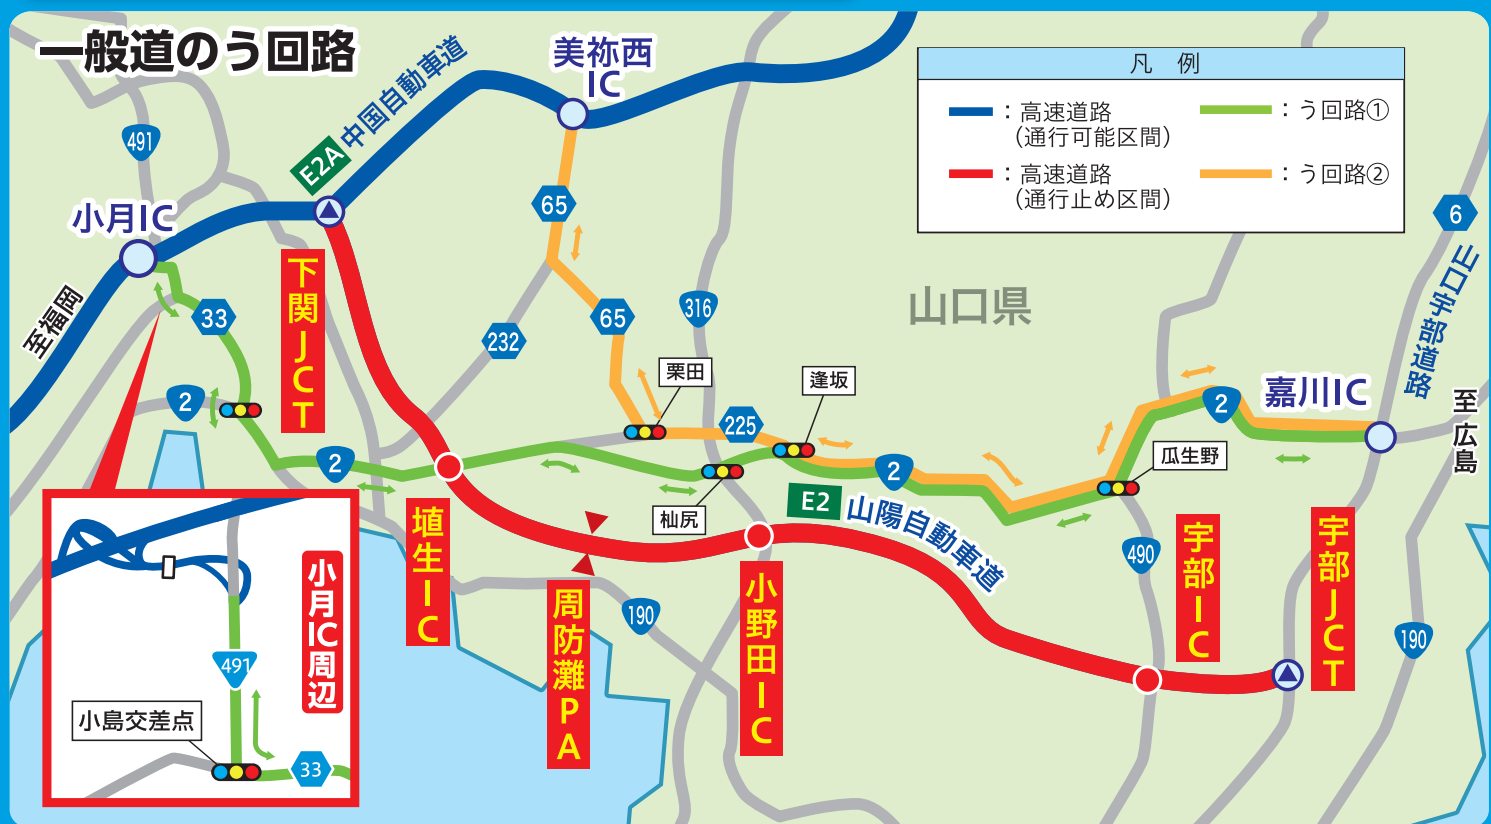 一般道のう回路
美祢西
IC
凡 例
：高速道路
(通行可能区間)
：う回路①
：高速道路
(通行止め区間)
：う回路②
E2A
中国自動車道
491
小月IC
65
6
山口宇部道路
下関JCT
至福岡
33
65
316
232
山口県
栗田
逢坂
2
嘉川IC
2
至広島
225
2
2
瓜生野
杣尻
E2
山陽自動車道
埴生IC
490
宇部IC
宇部JCT
周防灘PA
小野田IC
190
190
小月IC周辺
491
小島交差点
33